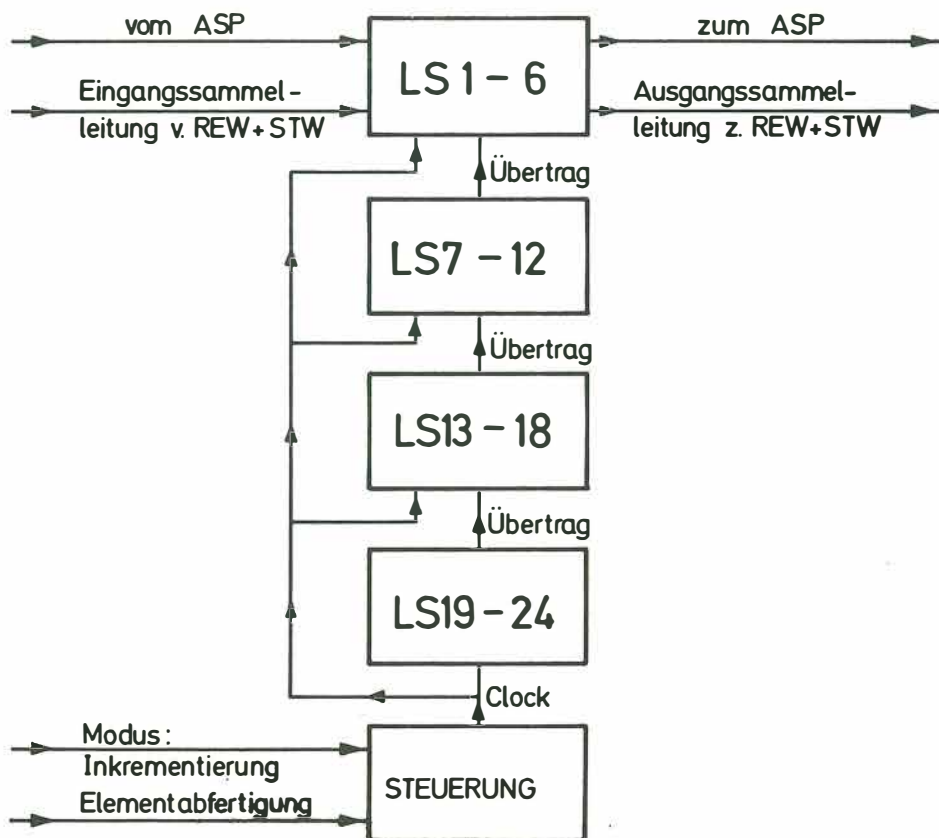 vom ASP
zum ASP
LS 1 - 6
Eingangssammel-
leitung v. REW+STW
Ausgangssammel-
leitung z. REW+STW
Übertrag
LS7 - 12
Übertrag
LS13 - 18
Übertrag
LS19 - 24
Clock
Modus:
Inkrementierung
Elementabfertigung
STEUERUNG